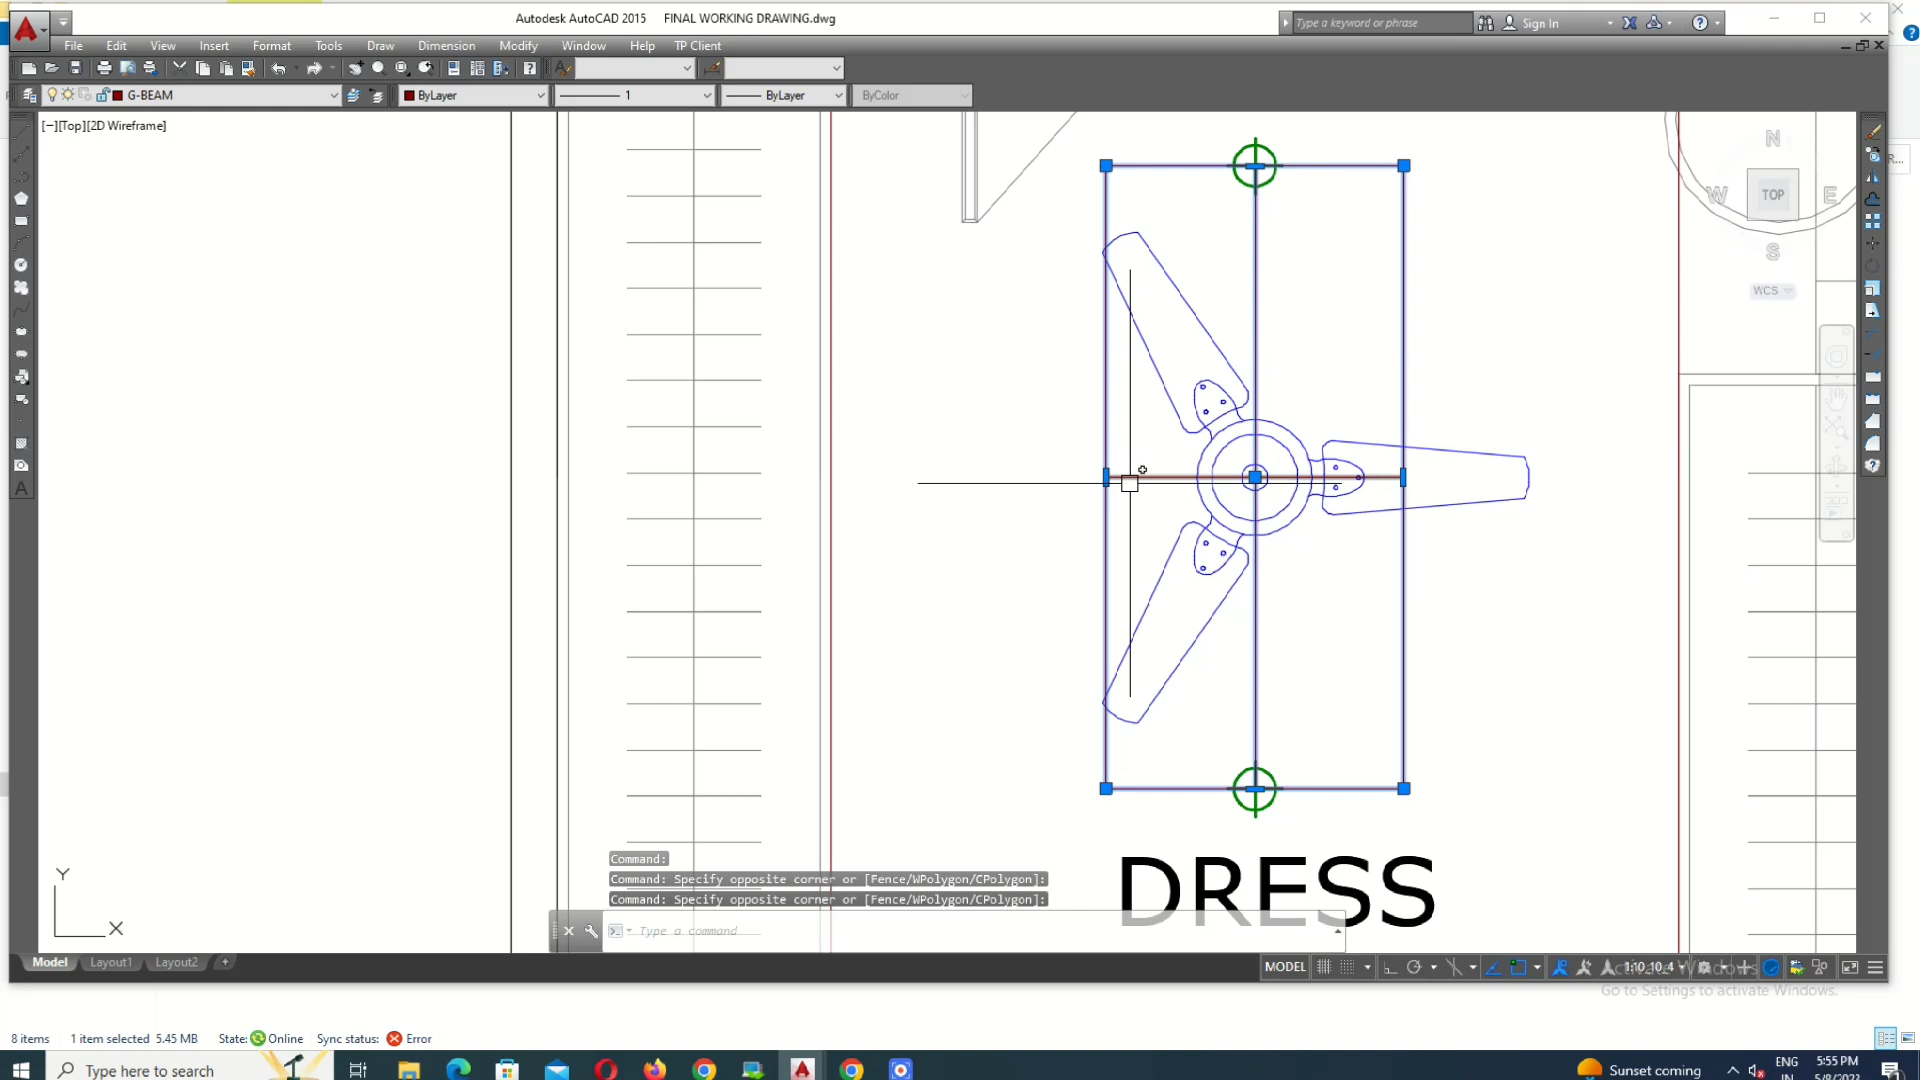 Autodesk AutoCAD 2015 FINAL WORKING DRAWING.dwg
Type a keyword or phrase
Sign In
File Edit View Insert Format Tools Draw Dimension Modify Window Help TP Client
G-BEAM
ByLayer
1
ByLayer
ByColor
[−][Top][2D Wireframe]
N
W TOP E
S
WCS
R...
A
DRESS
Command:
Command: Specify opposite corner or [Fence/WPolygon/CPolygon]:
Command: Specify opposite corner or [Fence/WPolygon/CPolygon]:
Type a command
Y
X
Model Layout1 Layout2 +
MODEL
Activate Windows
Go to Settings to activate Windows.
8 items 1 item selected 5.45 MB State: Online Sync status: Error
Type here to search
Sunset coming
ENG
IN
5:55 PM